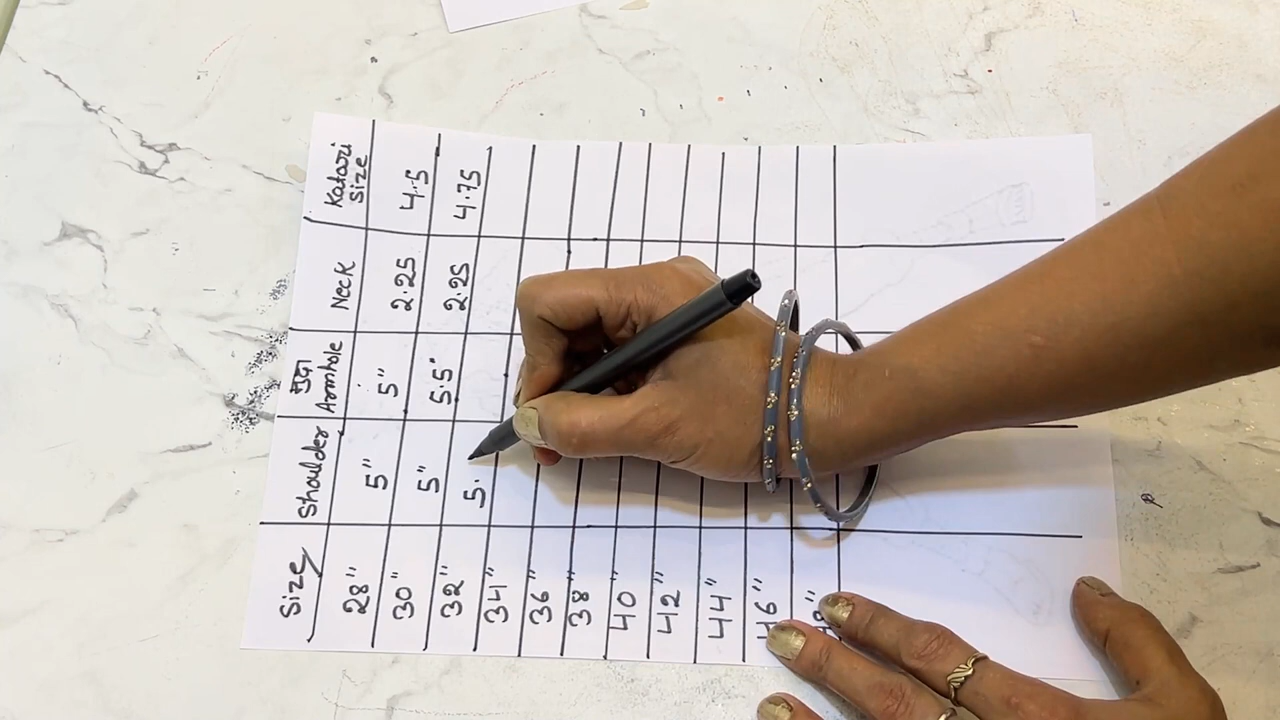 Size Shoulder मुंढा Armhole Neck Katori Size
28" 5" 5" 2.25 4.5
30" 5" 5.5" 2.25 4.75
32" 5.
34"
36"
38"
40"
42"
44"
46"